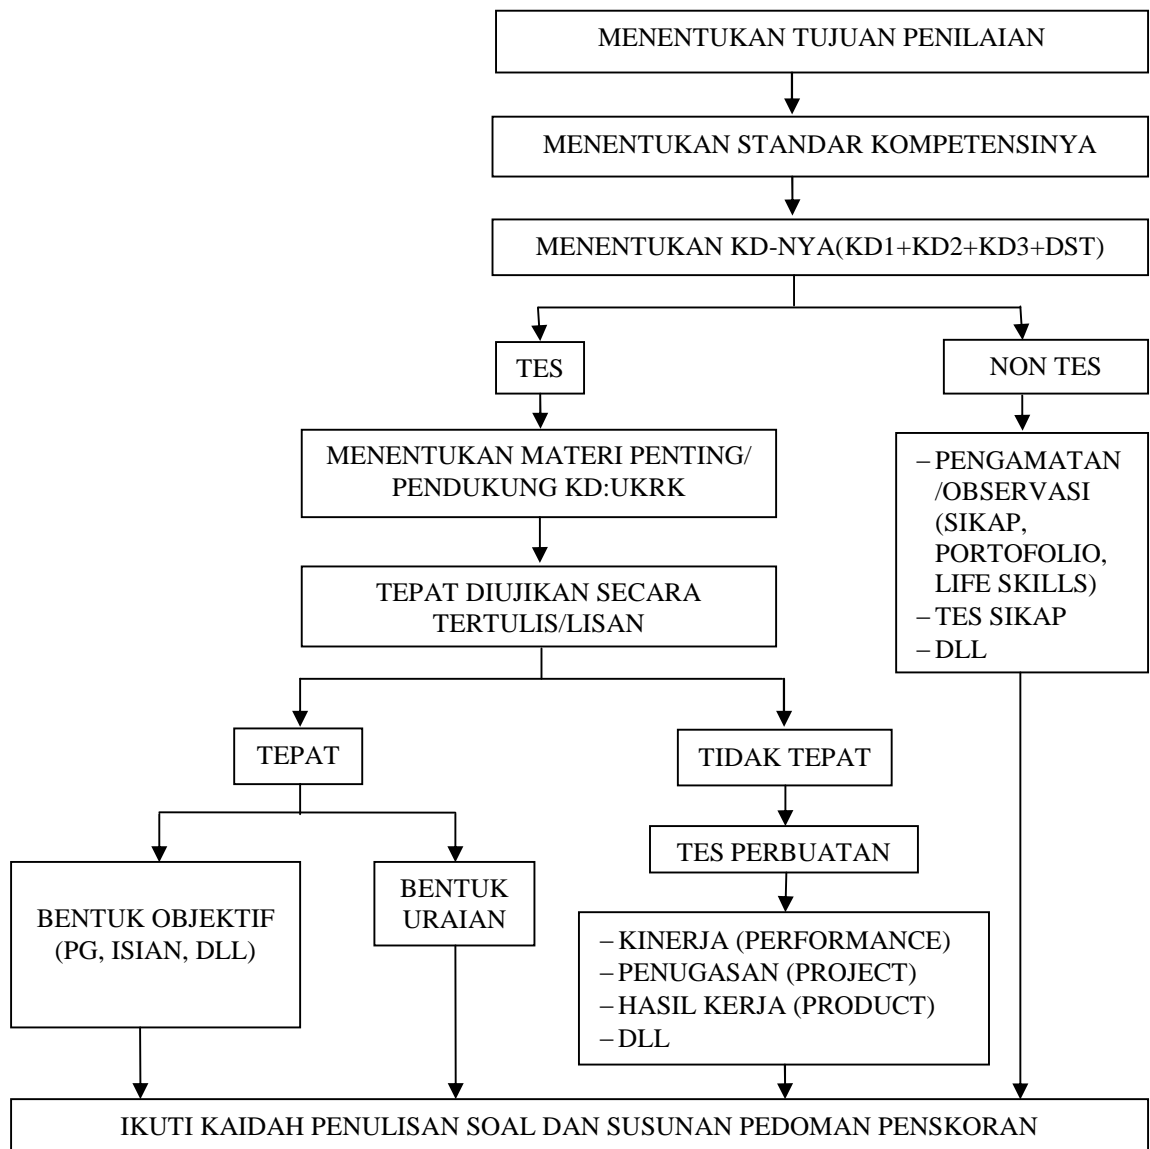 MENENTUKAN TUJUAN PENILAIAN
MENENTUKAN STANDAR KOMPETENSINYA
MENENTUKAN KD-NYA(KD1+KD2+KD3+DST)
TES
NON TES
MENENTUKAN MATERI PENTING/
PENDUKUNG KD:UKRK
– PENGAMATAN
/OBSERVASI
(SIKAP,
PORTOFOLIO,
LIFE SKILLS)
– TES SIKAP
– DLL
TEPAT DIUJIKAN SECARA
TERTULIS/LISAN
TEPAT
TIDAK TEPAT
TES PERBUATAN
BENTUK OBJEKTIF
(PG, ISIAN, DLL)
BENTUK
URAIAN
– KINERJA (PERFORMANCE)
– PENUGASAN (PROJECT)
– HASIL KERJA (PRODUCT)
– DLL
IKUTI KAIDAH PENULISAN SOAL DAN SUSUNAN PEDOMAN PENSKORAN